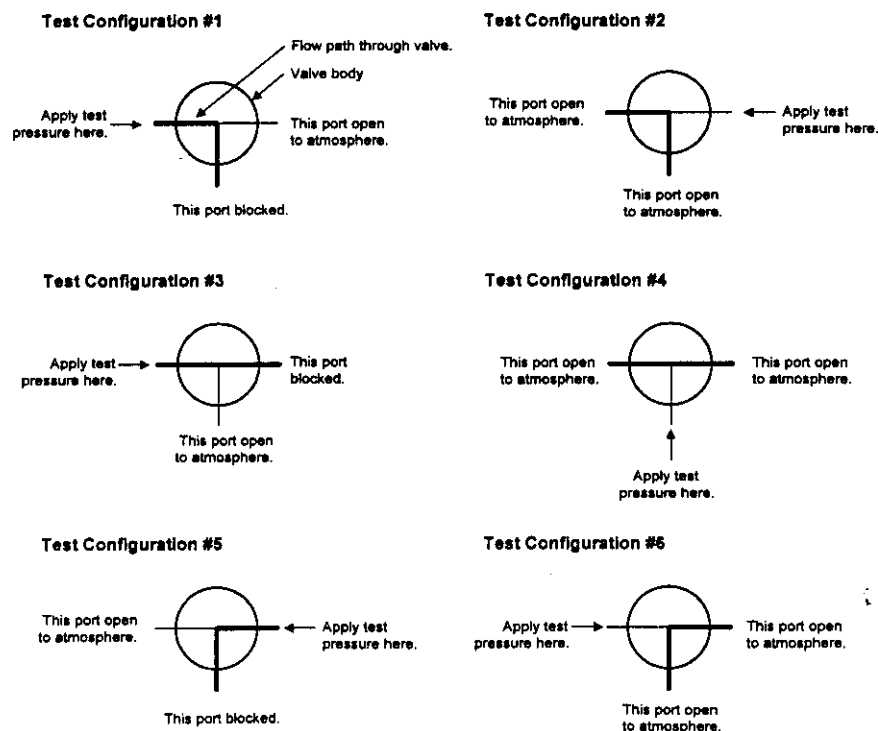 Test Configuration #1
Flow path through valve.
Valve body
Apply test
pressure here.
This port open
to atmosphere.
This port blocked.
Test Configuration #2
This port open
to atmosphere.
Apply test
pressure here.
This port open
to atmosphere.
Test Configuration #3
Apply test
pressure here.
This port
blocked.
This port open
to atmosphere.
Test Configuration #4
This port open
to atmosphere.
This port open
to atmosphere.
Apply test
pressure here.
Test Configuration #5
This port open
to atmosphere.
Apply test
pressure here.
This port blocked.
Test Configuration #6
Apply test
pressure here.
This port open
to atmosphere.
This port open
to atmosphere.